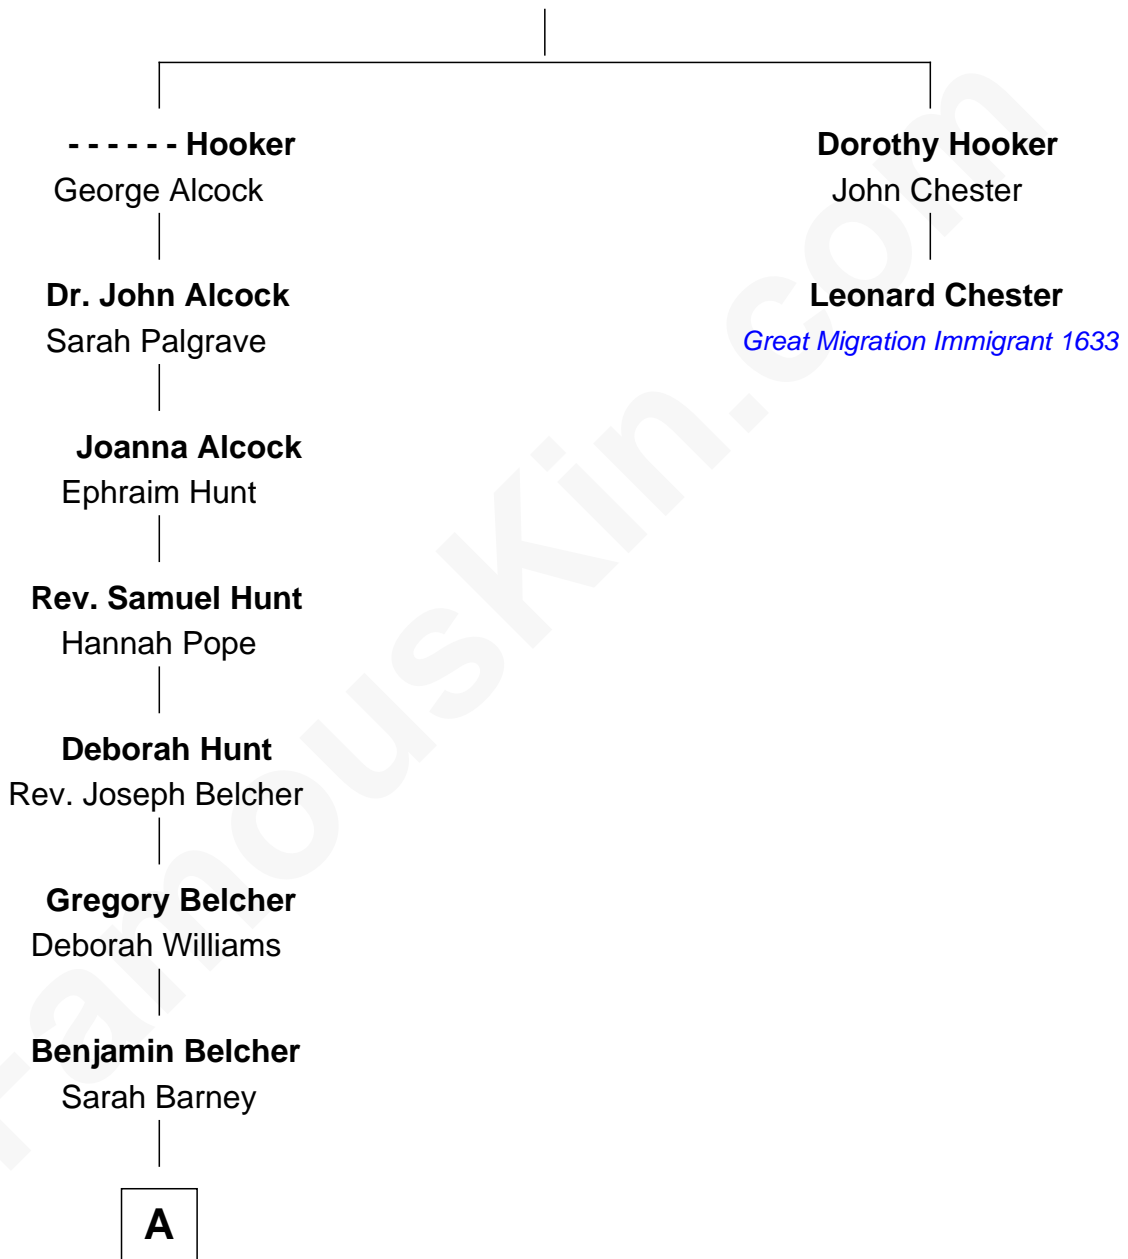 - - - - - - Hooker
George Alcock
Dorothy Hooker
John Chester
Dr. John Alcock
Sarah Palgrave
Leonard Chester
Great Migration Immigrant 1633
Joanna Alcock
Ephraim Hunt
Rev. Samuel Hunt
Hannah Pope
Deborah Hunt
Rev. Joseph Belcher
Gregory Belcher
Deborah Williams
Benjamin Belcher
Sarah Barney
A
FamousKin.com